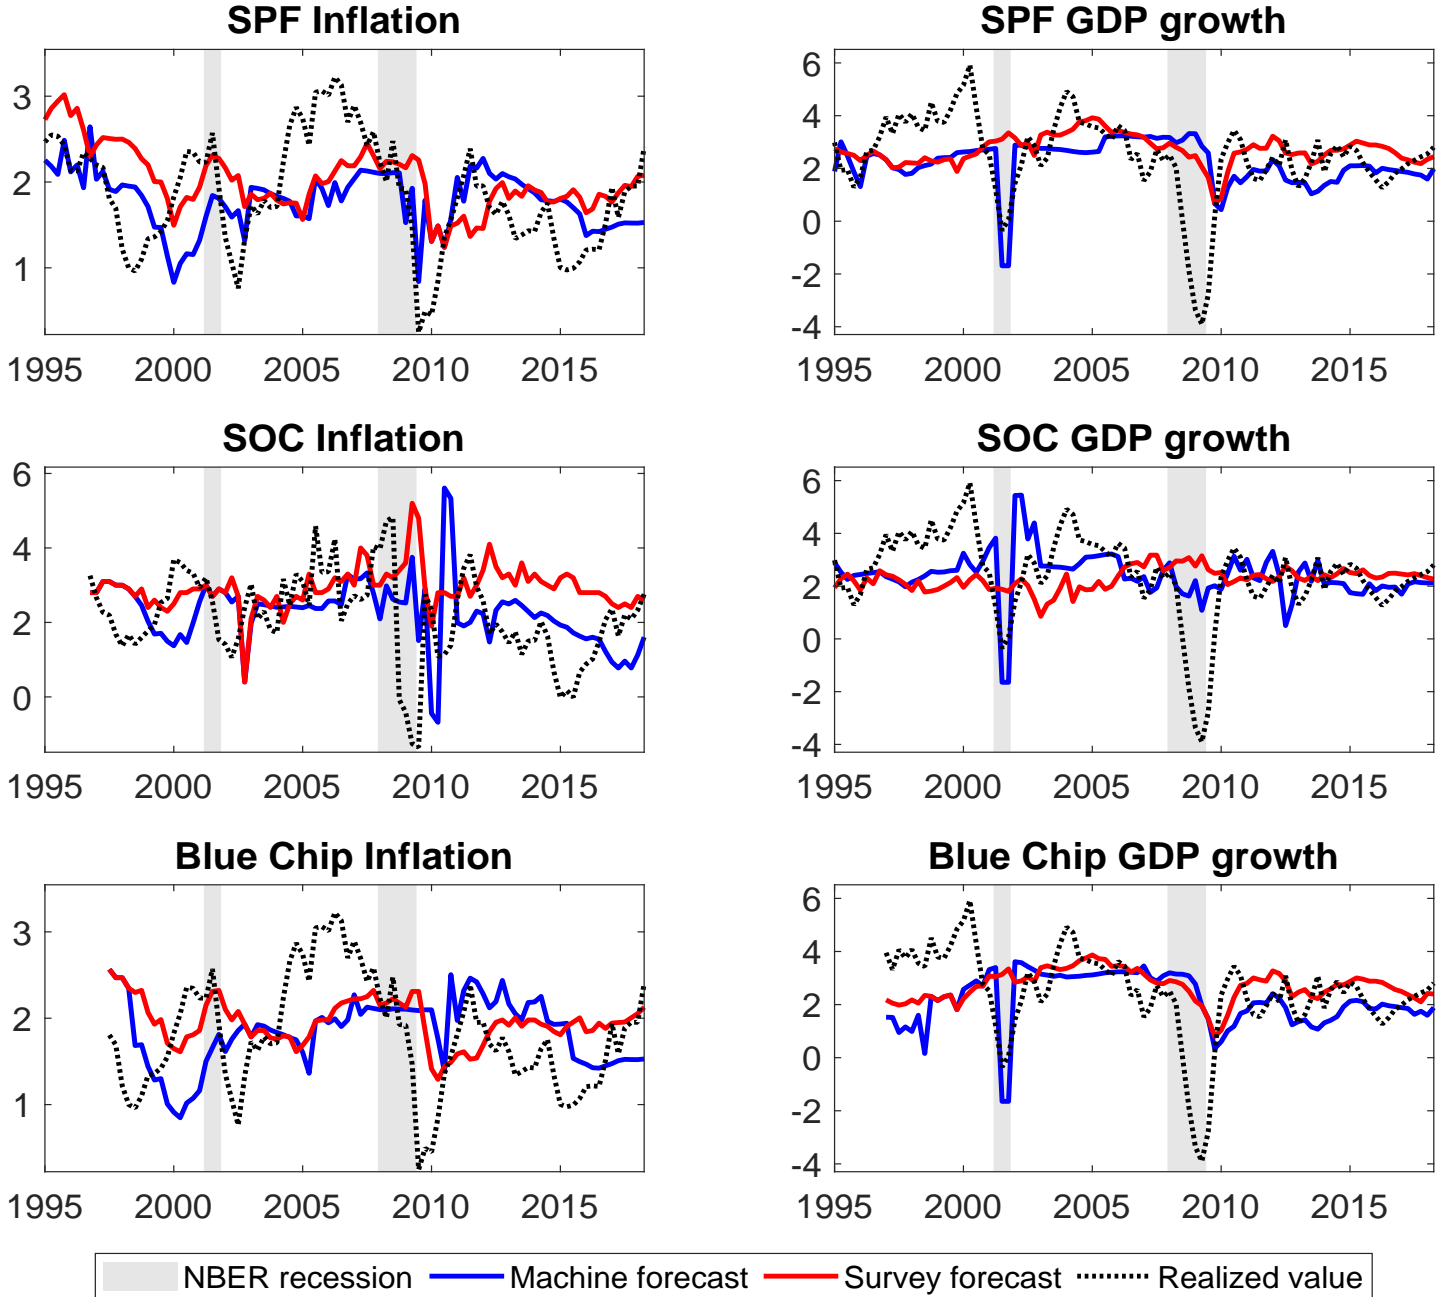 SPF Inflation
3
2
1
1995 2000 2005 2010 2015
SPF GDP growth
6
4
2
0
-2
-4
1995 2000 2005 2010 2015
SOC Inflation
6
4
2
0
1995 2000 2005 2010 2015
SOC GDP growth
6
4
2
0
-2
-4
1995 2000 2005 2010 2015
Blue Chip Inflation
3
2
1
1995 2000 2005 2010 2015
Blue Chip GDP growth
6
4
2
0
-2
-4
1995 2000 2005 2010 2015
NBER recession Machine forecast Survey forecast Realized value